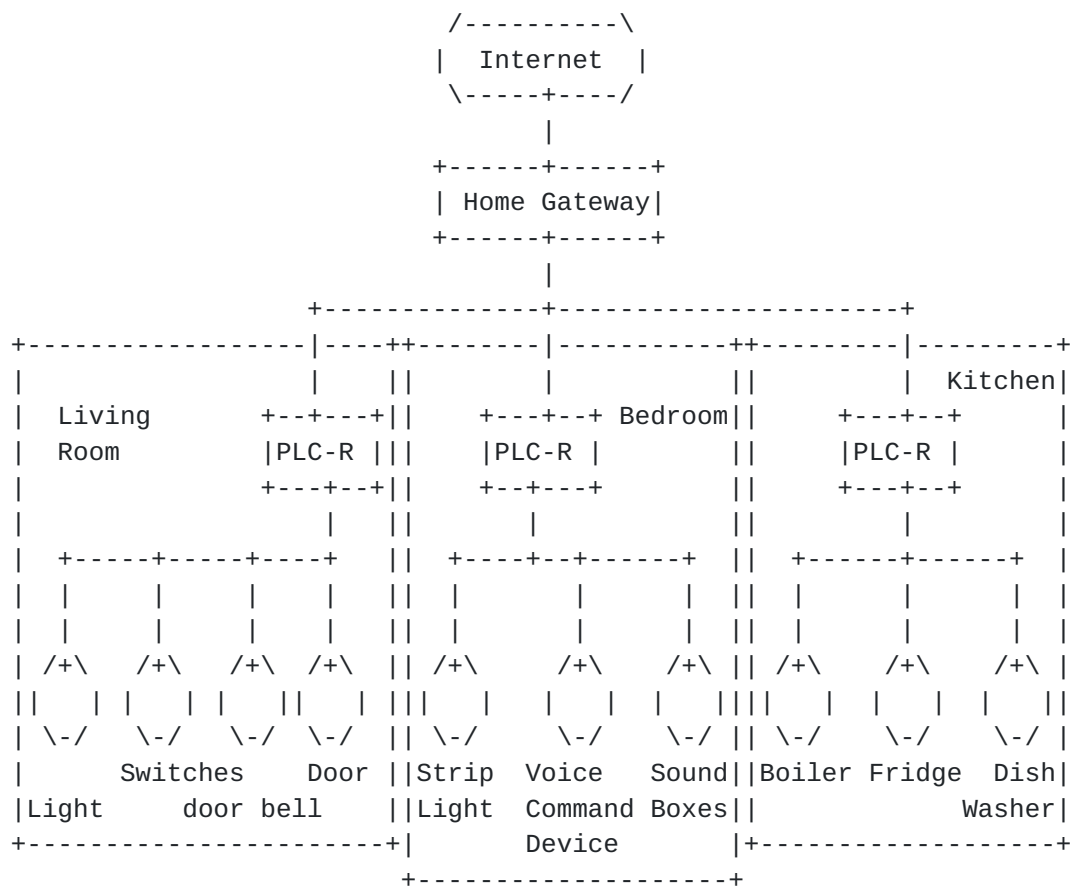 Internet
Home Gateway
Kitchen
Living Bedroom
Room PLC-R PLC-R PLC-R
Switches Door Strip Voice Sound Boiler Fridge Dish
Light door bell Light Command Boxes Washer
Device